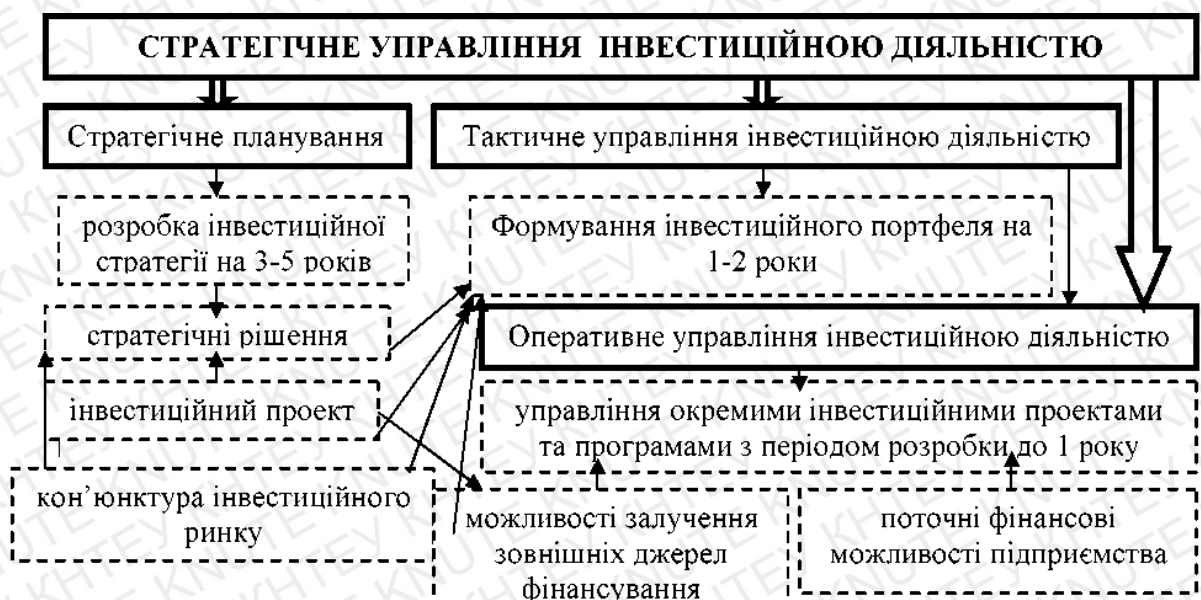 СТРАТЕГІЧНЕ УПРАВЛІННЯ ІНВЕСТИЦІЙНОЮ ДІЯЛЬНІСТЮ
Стратегічне планування
Тактичне управління інвестиційною діяльністю
розробка інвестиційної
стратегії на 3-5 років
Формування інвестиційного портфеля на
1-2 роки
стратегічні рішення
Оперативне управління інвестиційною діяльністю
інвестиційний проект
управління окремими інвестиційними проектами
та програмами з періодом розробки до 1 року
кон’юнктура інвестиційного
ринку
можливості залучення
зовнішніх джерел
фінансування
поточні фінансові
можливості підприємства